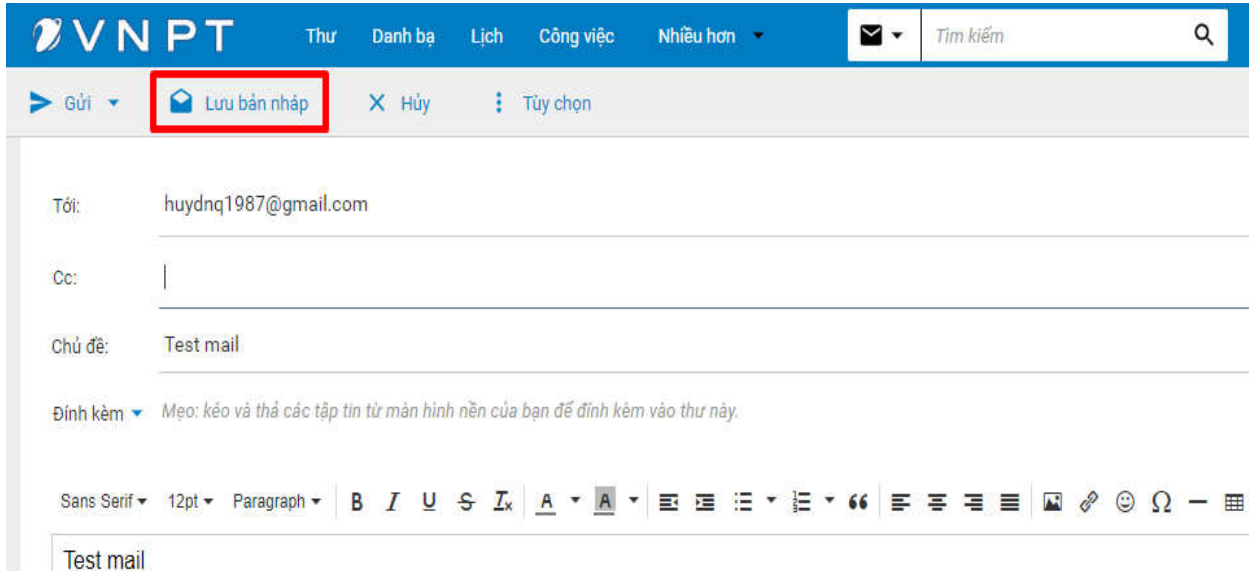 VNPT Thư Danh bạ Lịch Công việc Nhiều hơn Tìm kiếm
Gửi Lưu bản nháp Hủy Tùy chọn
Tới: huydnq1987@gmail.com
Cc:
Chủ đề: Test mail
Đính kèm Mẹo: kéo và thả các tập tin từ màn hình nền của bạn để đính kèm vào thư này.
Sans Serif 12pt Paragraph B I U S Ix A A “ Ω
Test mail